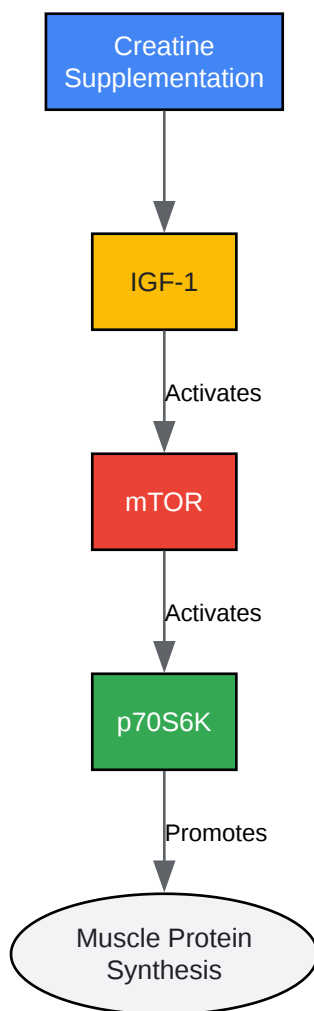 Creatine
Supplementation
IGF-1
Activates
mTOR
Activates
p70S6K
Promotes
Muscle Protein
Synthesis